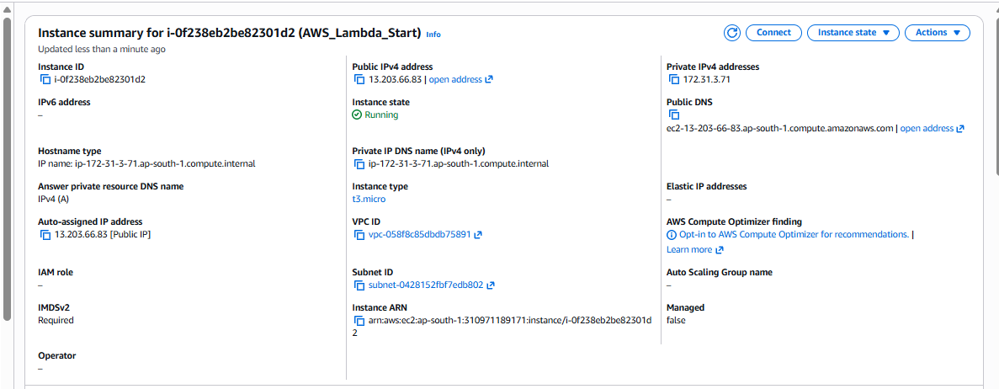 Instance summary for i-0f238eb2be82301d2 (AWS_Lambda_Start) Info
Updated less than a minute ago
Connect
Instance state
Actions
Instance ID
i-0f238eb2be82301d2
Public IPv4 address
13.203.66.83 | open address
Private IPv4 addresses
172.31.3.71
IPv6 address
–
Instance state
Running
Public DNS
ec2-13-203-66-83.ap-south-1.compute.amazonaws.com | open address
Hostname type
IP name: ip-172-31-3-71.ap-south-1.compute.internal
Private IP DNS name (IPv4 only)
ip-172-31-3-71.ap-south-1.compute.internal
Answer private resource DNS name
IPv4 (A)
Instance type
t3.micro
Elastic IP addresses
–
Auto-assigned IP address
13.203.66.83 [Public IP]
VPC ID
vpc-058f8c85dbdb75891
AWS Compute Optimizer finding
Opt-in to AWS Compute Optimizer for recommendations. |
Learn more
IAM role
–
Subnet ID
subnet-0428152fbf7edb802
Auto Scaling Group name
–
IMDSv2
Required
Instance ARN
arn:aws:ec2:ap-south-1:310971189171:instance/i-0f238eb2be82301d
2
Managed
false
Operator
–